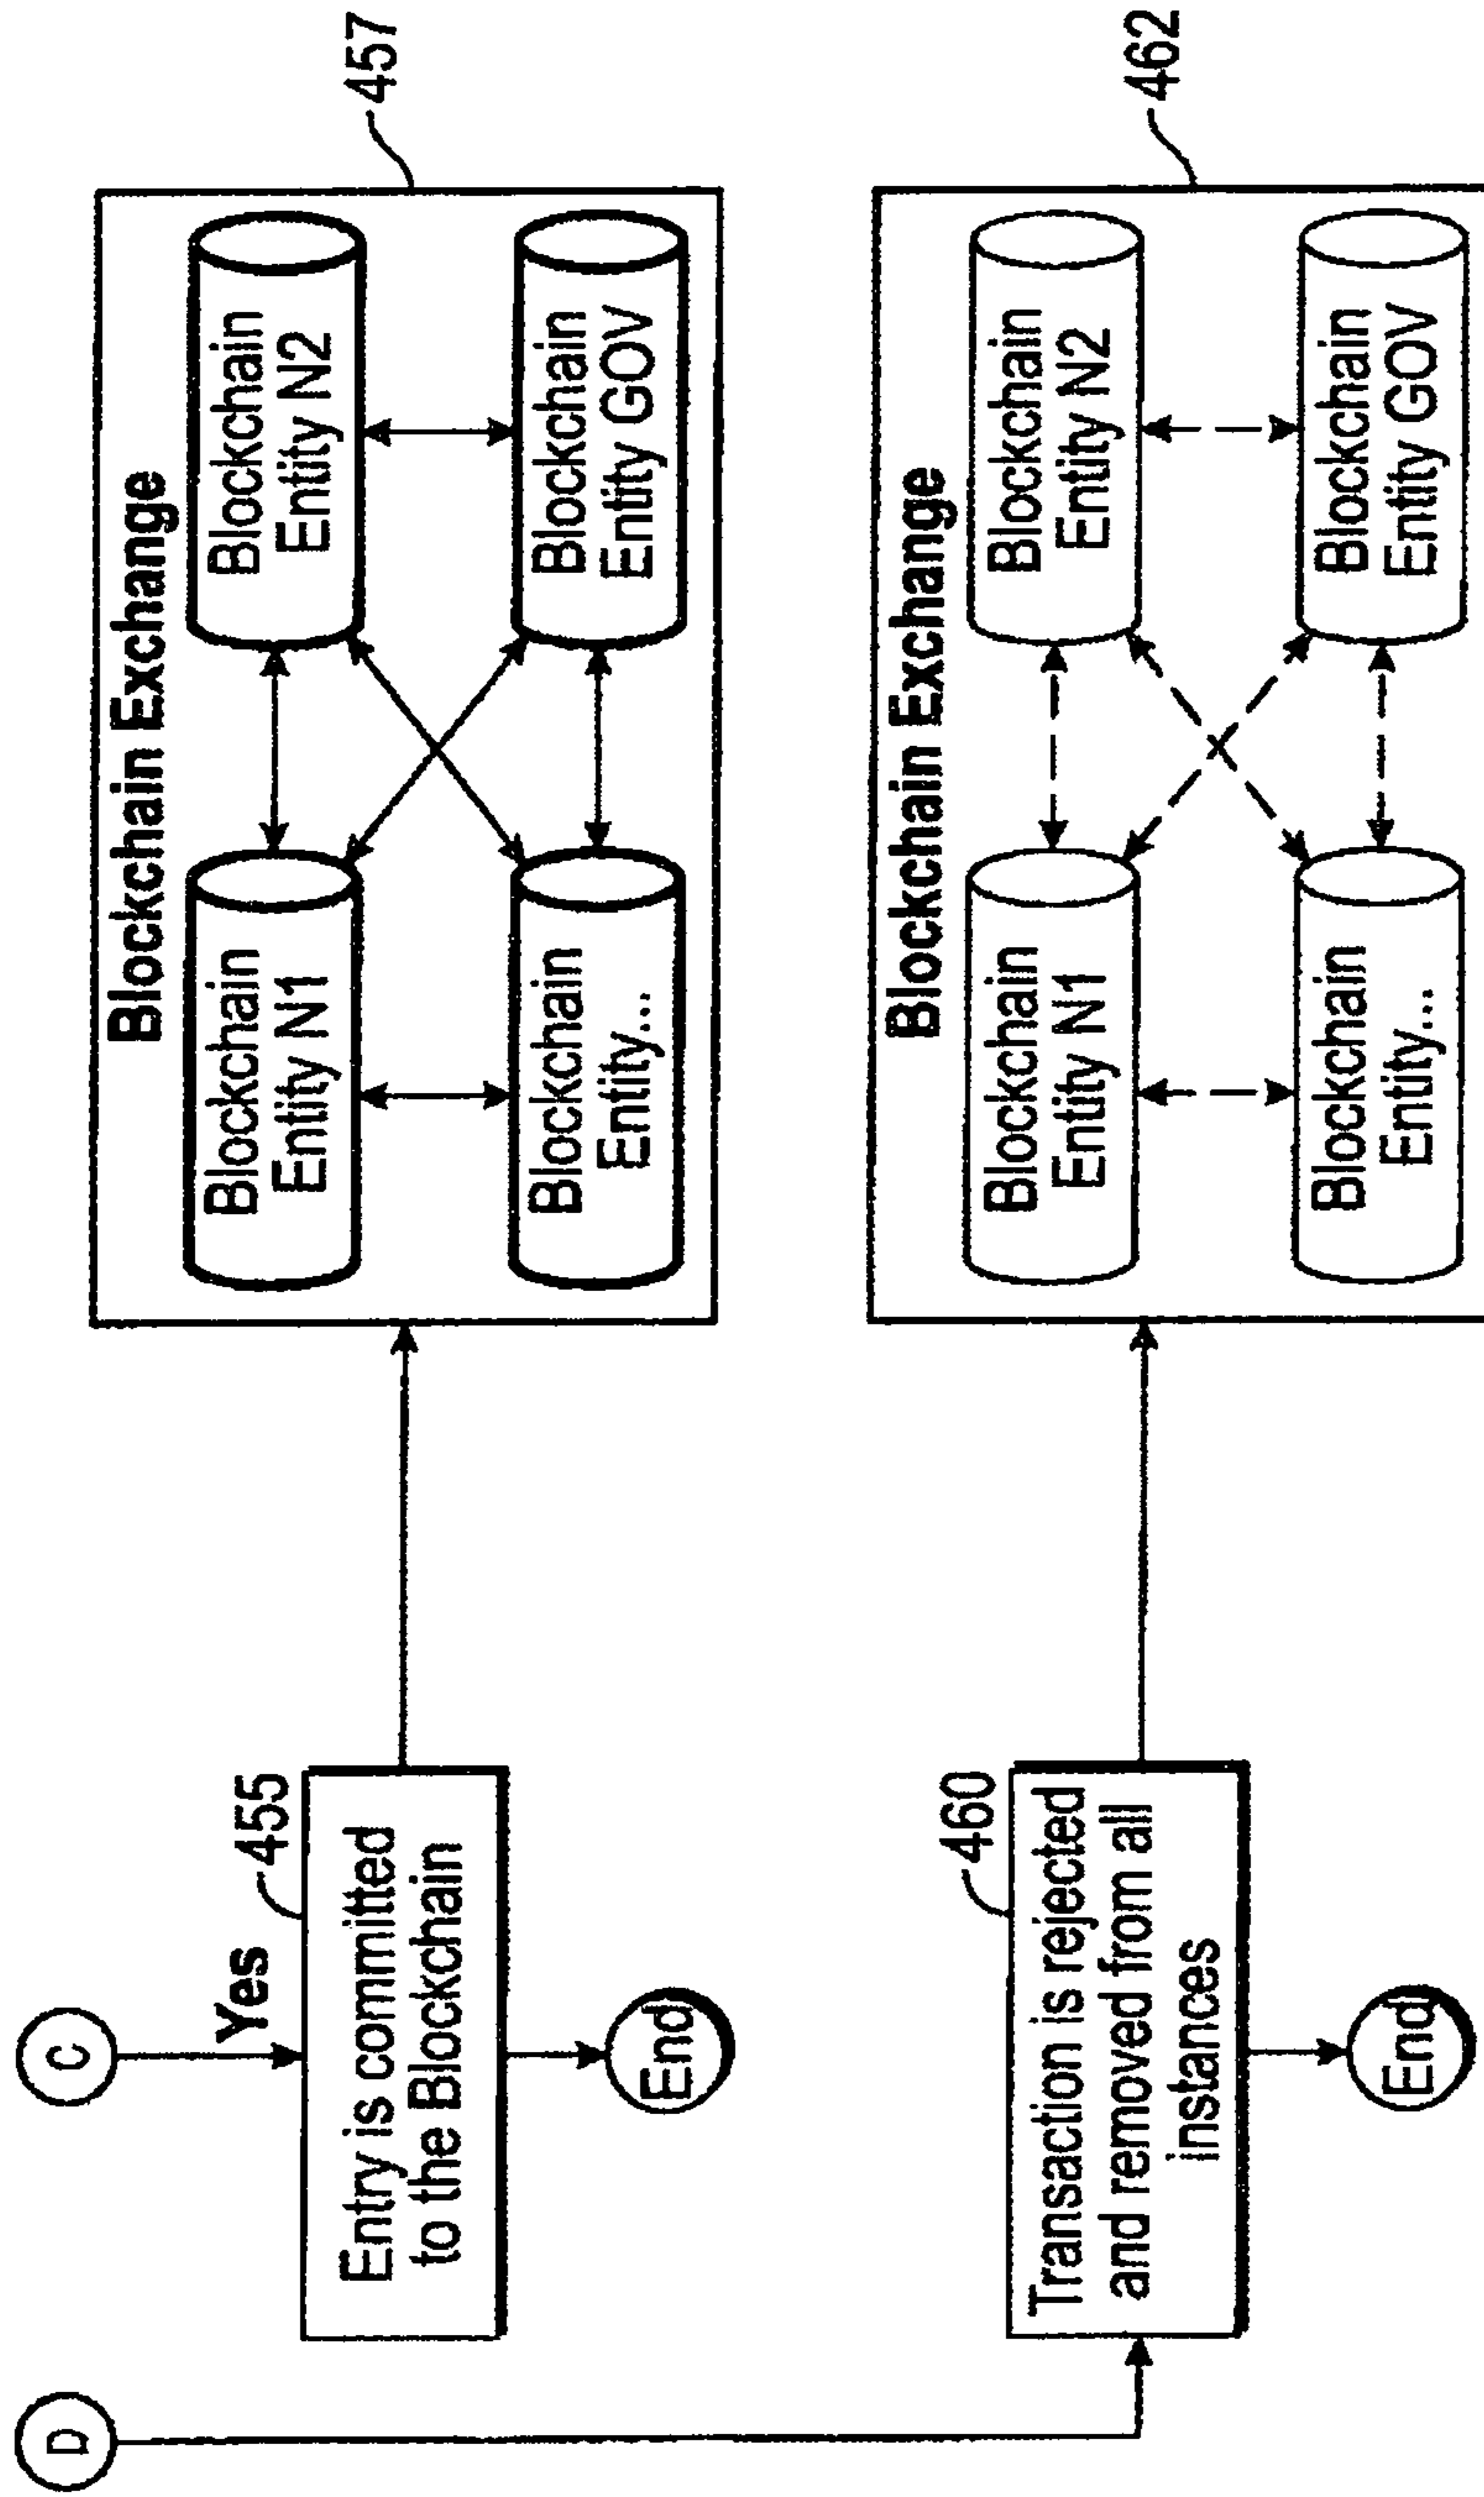 D
C
yes
455
Entry is committed
to the Blockchain
End
Blockchain Exchange
457
Blockchain
Entity N1
Blockchain
Entity N2
Blockchain
Entity...
Blockchain
Entity GOV
460
Transaction is rejected
and removed from all
instances
End
Blockchain Exchange
462
Blockchain
Entity N1
Blockchain
Entity N2
Blockchain
Entity...
Blockchain
Entity GOV